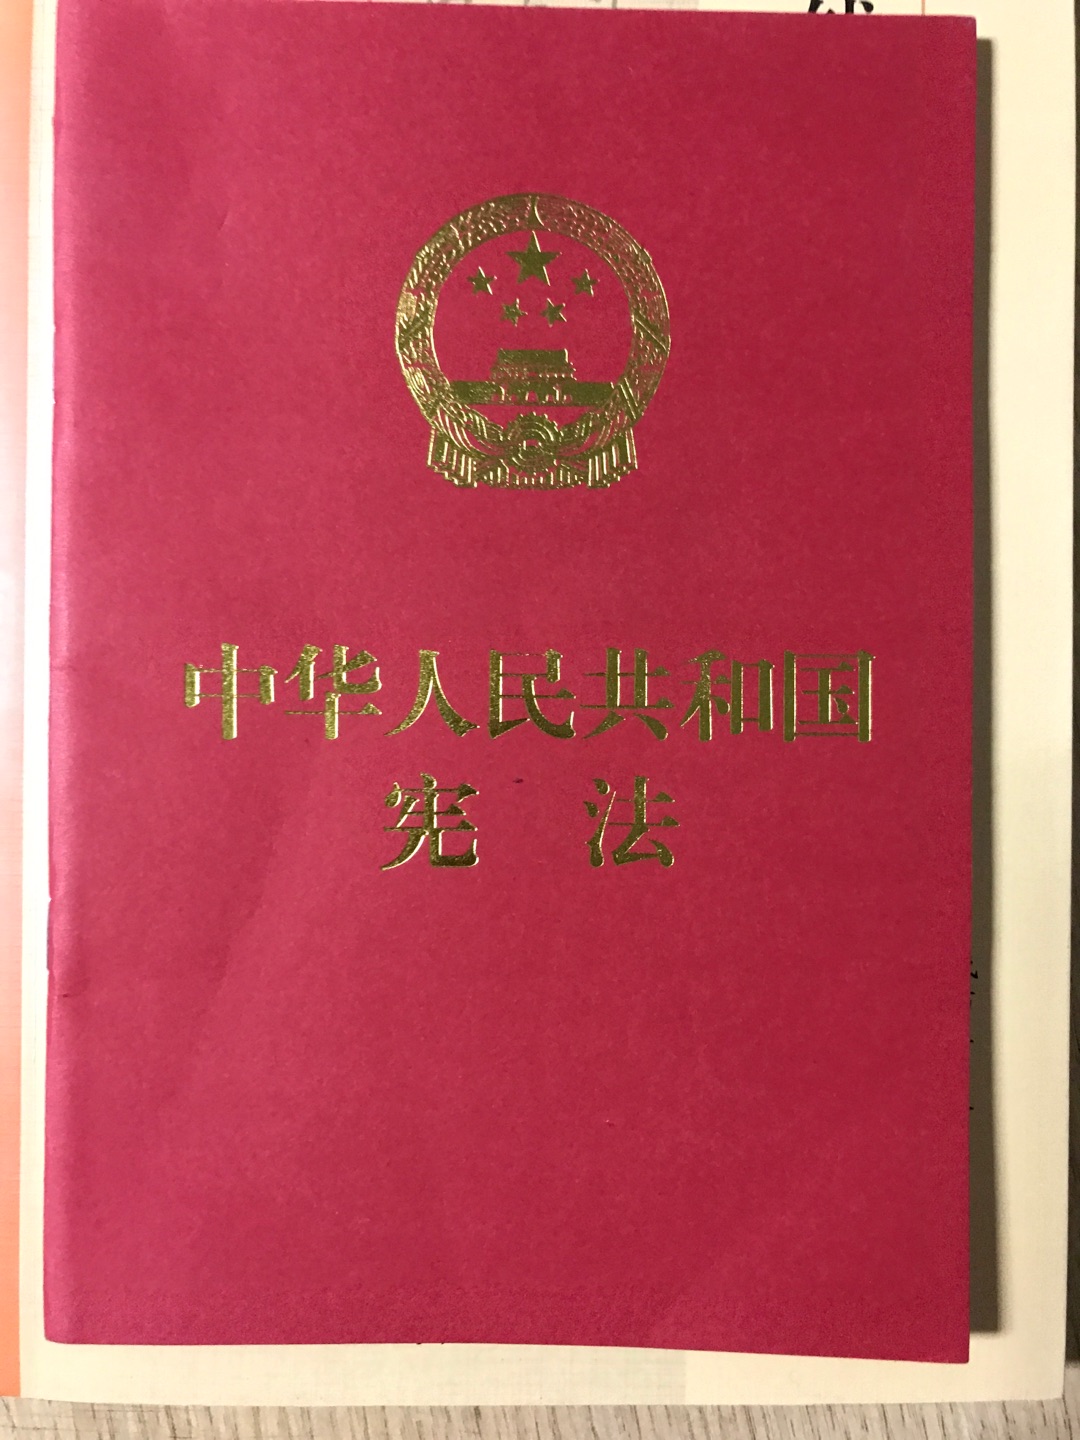 中华人民共和国
宪 法